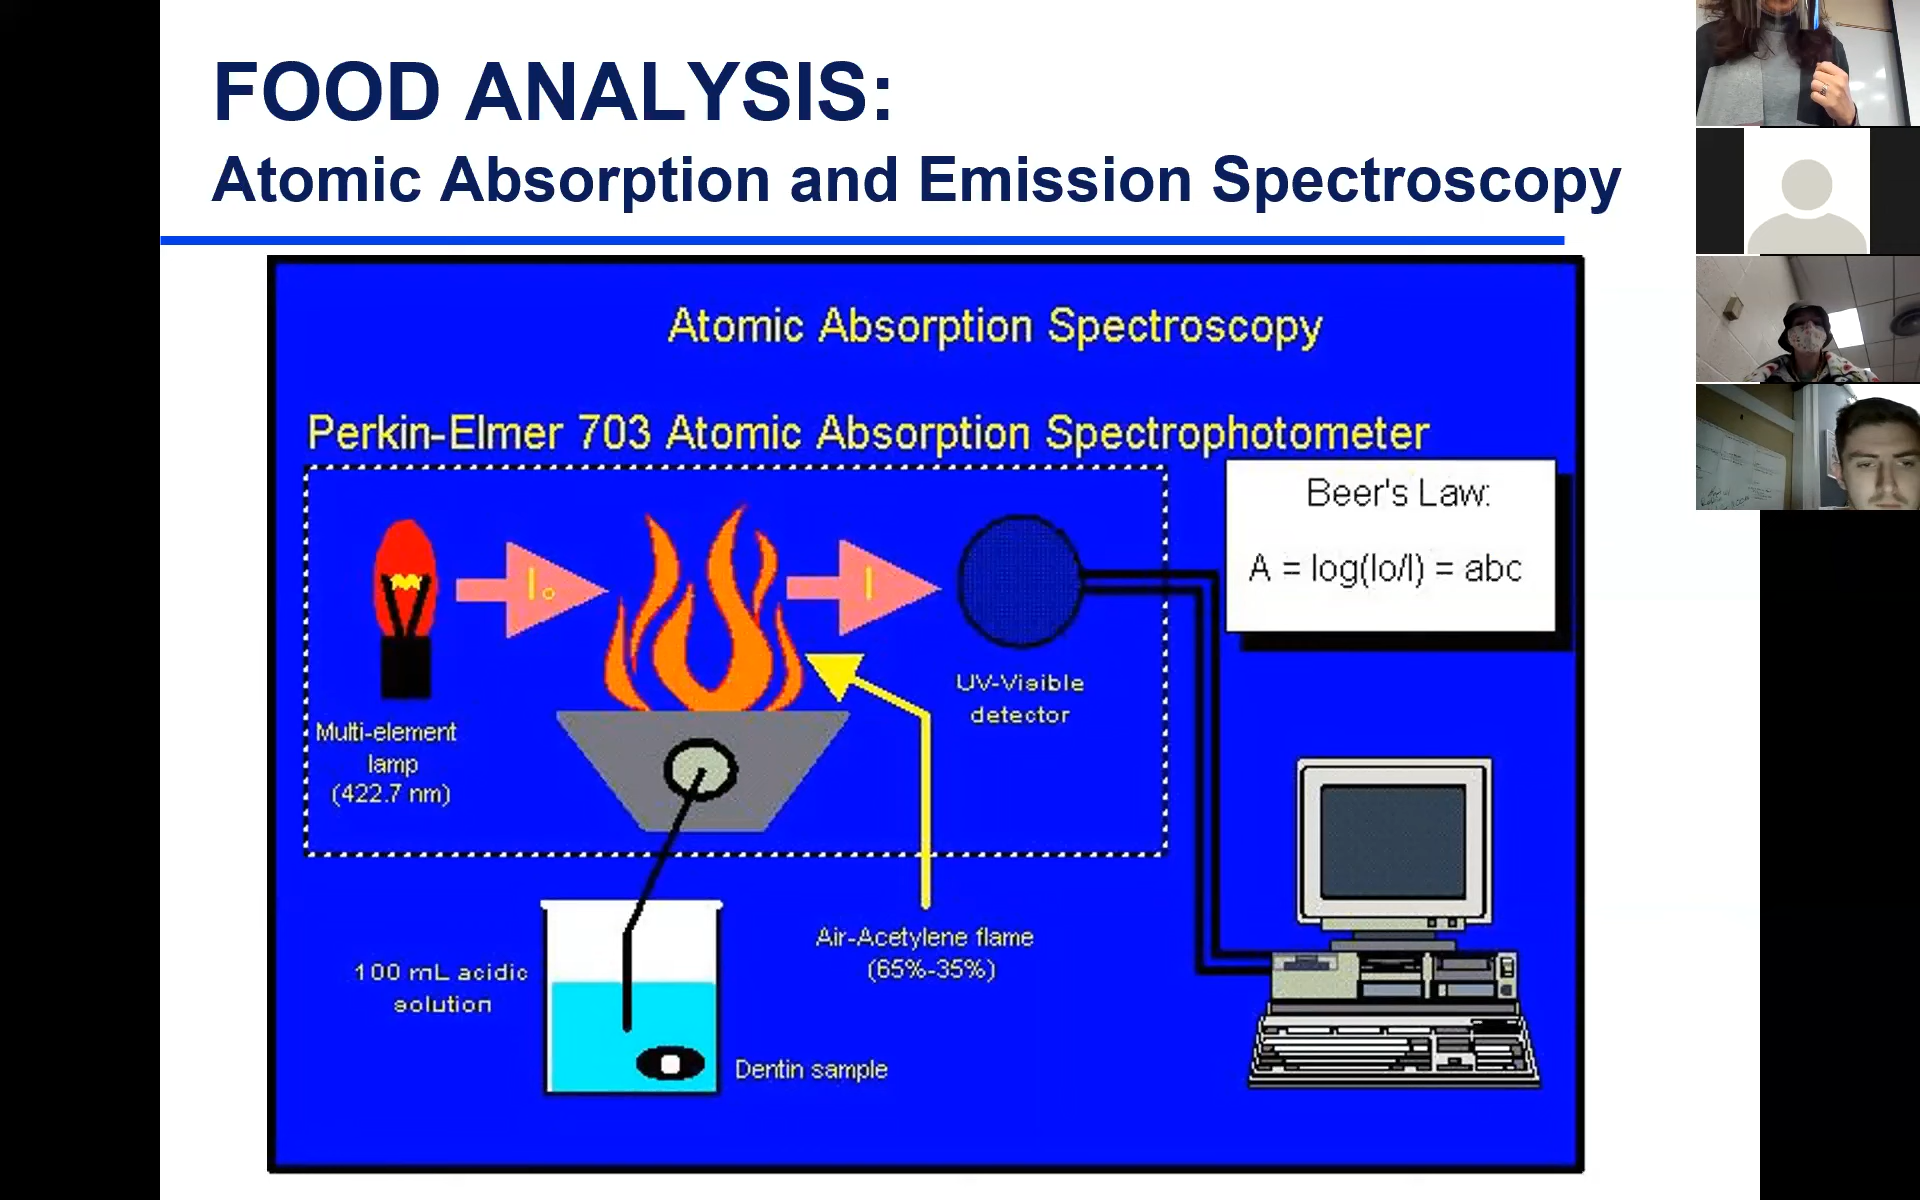 FOOD ANALYSIS:
Atomic Absorption and Emission Spectroscopy
Atomic Absorption Spectroscopy
Perkin-Elmer 703 Atomic Absorption Spectrophotometer
Beer's Law:
A = log(Io/I) = abc
Io
I
UV-Visible
detector
Multi-element
lamp
(422.7 nm)
Air-Acetylene flame
(65%-35%)
100 mL acidic
solution
Dentin sample